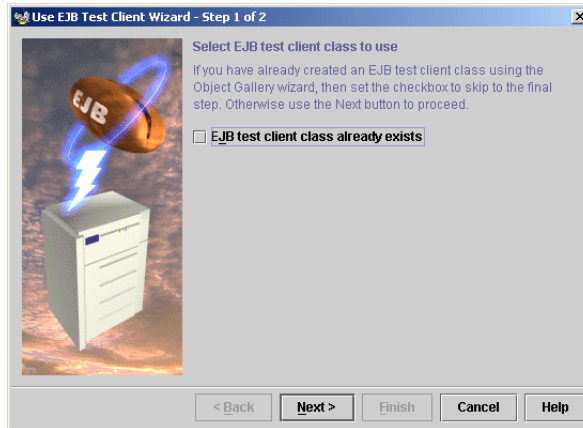 Use EJB Test Client Wizard - Step 1 of 2
Select EJB test client class to use
If you have already created an EJB test client class using the
Object Gallery wizard, then set the checkbox to skip to the final
step. Otherwise use the Next button to proceed.
EJB
EJB test client class already exists
< Back Next > Finish Cancel Help